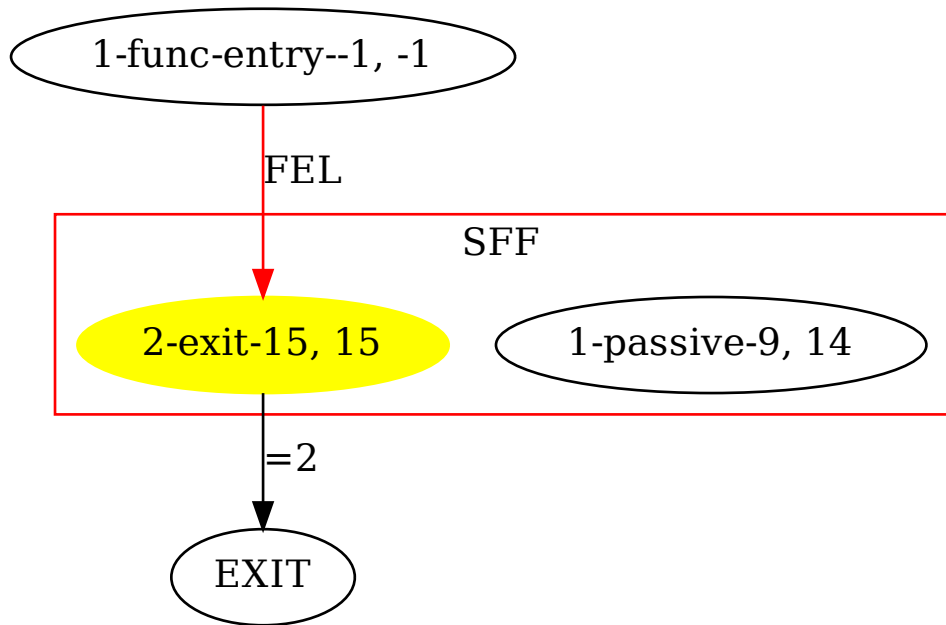 1-func-entry--1, -1
FEL
SFF
2-exit-15, 15
1-passive-9, 14
=2
EXIT